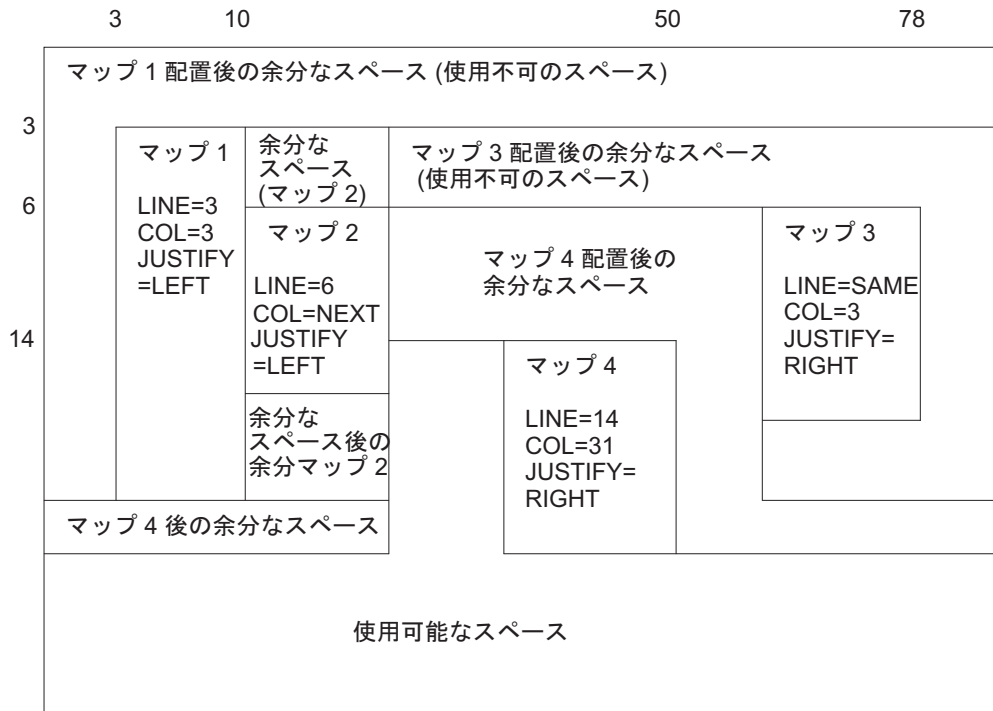 3 10 50 78
マップ 1 配置後の余分なスペース (使用不可のスペース)
3
マップ 1
LINE=3
COL=3
JUSTIFY
=LEFT
余分な
スペース
(マップ 2)
マップ 3 配置後の余分なスペース
(使用不可のスペース)
6
マップ 2
LINE=6
COL=NEXT
JUSTIFY
=LEFT
マップ 4 配置後の
余分なスペース
マップ 3
LINE=SAME
COL=3
JUSTIFY=
RIGHT
14
マップ 4
LINE=14
COL=31
JUSTIFY=
RIGHT
余分な
スペース後の
余分マップ 2
マップ 4 後の余分なスペース
使用可能なスペース